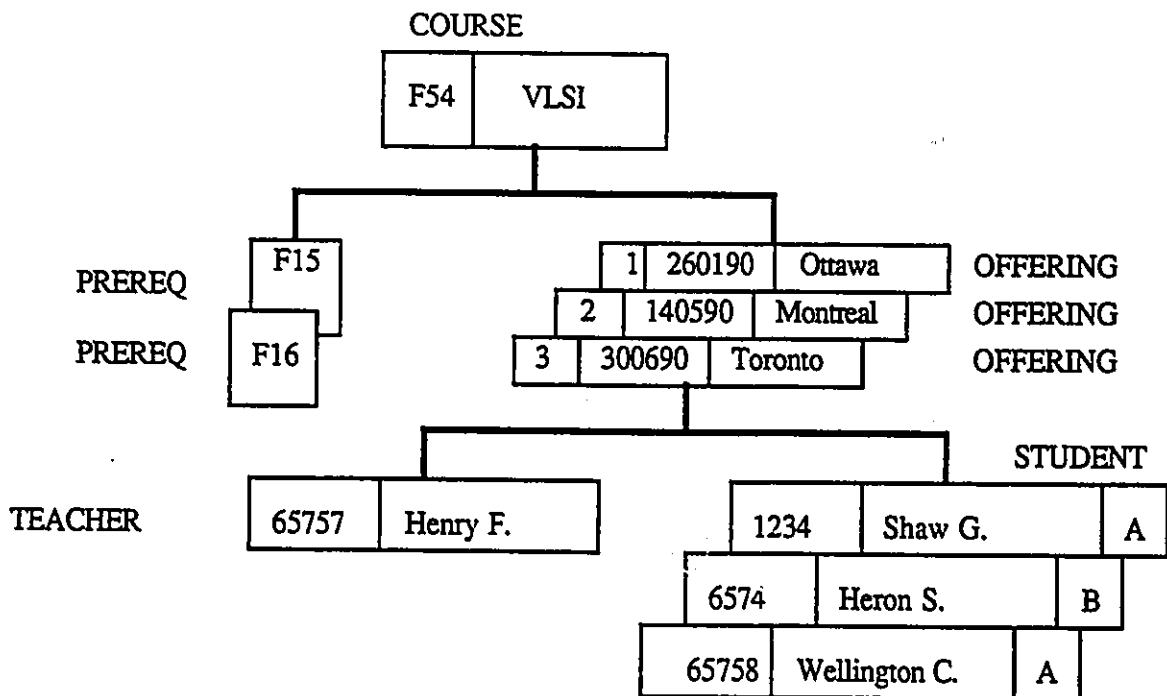 COURSE
F54 VLSI
F15 1 260190 Ottawa OFFERING
PREREQ
2 140590 Montreal OFFERING
PREREQ F16 3 300690 Toronto OFFERING
STUDENT
TEACHER 65757 Henry F. 1234 Shaw G. A
6574 Heron S. B
65758 Wellington C. A